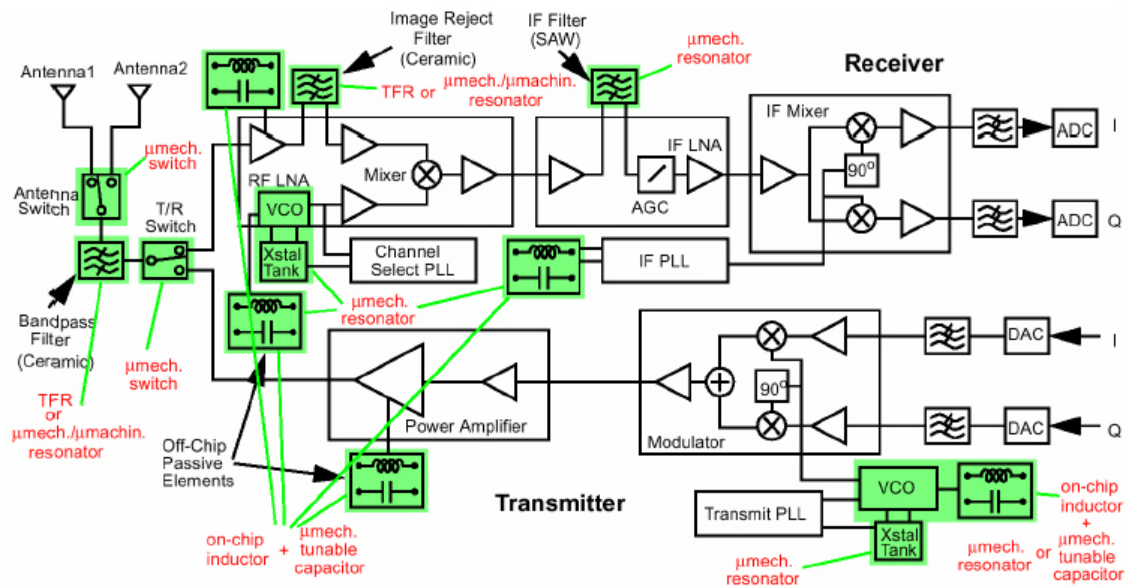 Antenna1
Antenna2
Image Reject
Filter
(Ceramic)
IF Filter
(SAW)
µmech.
resonator
TFR or
µmech./µmachin.
resonator
Receiver
µmech.
switch
Antenna
Switch
T/R
Switch
RF LNA
Mixer
IF LNA
AGC
IF Mixer
90°
ADC
I
ADC
Q
VCO
Xstal
Tank
Channel
Select PLL
IF PLL
µmech.
resonator
Bandpass
Filter
(Ceramic)
µmech.
switch
TFR
or
µmech./µmachin.
resonator
Off-Chip
Passive
Elements
Power Amplifier
Modulator
90°
DAC
I
DAC
Q
on-chip
inductor
+
µmech.
tunable
capacitor
Transmitter
Transmit PLL
VCO
Xstal
Tank
µmech.
resonator
µmech.
resonator
or
on-chip
inductor
+
µmech.
tunable
capacitor